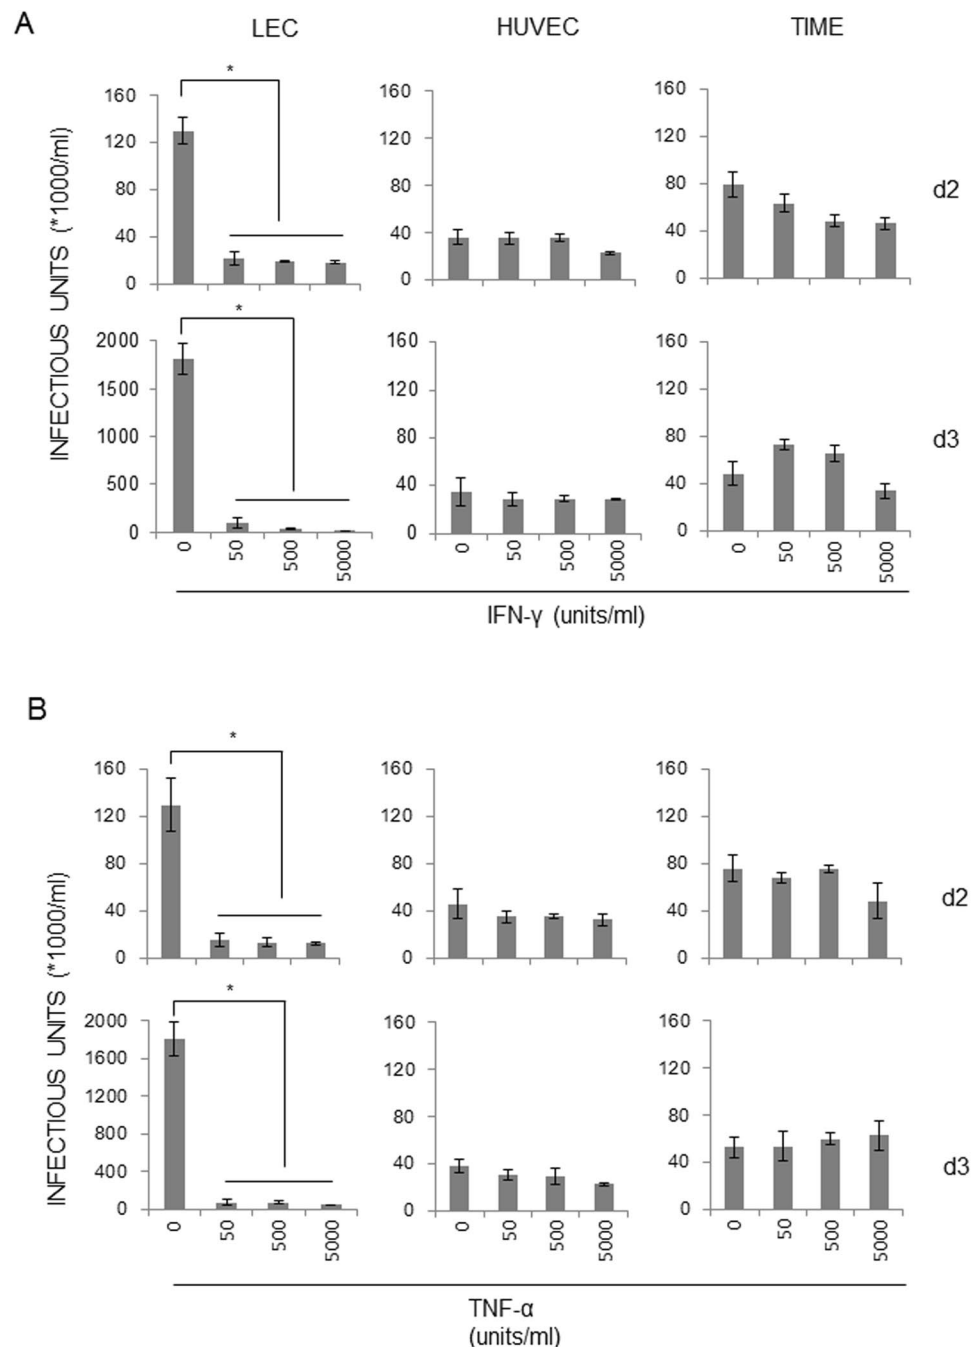 A
LEC HUVEC TIME
* 
160 160 160
120 120 120
80 80 80
40 40 40
0 0 0
d2
*
2000 160 160
1500 120 120
1000 80 80
500 40 40
0 0 0
d3
0 50 500 5000 0 50 500 5000 0 50 500 5000
INFECTIOUS UNITS (*1000/ml)
IFN-γ (units/ml)
B
*
160 160 160
120 120 120
80 80 80
40 40 40
0 0 0
d2
*
2000 160 160
1600 120 120
1200 80 80
800 40 40
400 0 0
0
d3
0 50 500 5000 0 50 500 5000 0 50 500 5000
INFECTIOUS UNITS (*1000/ml)
TNF-α
(units/ml)